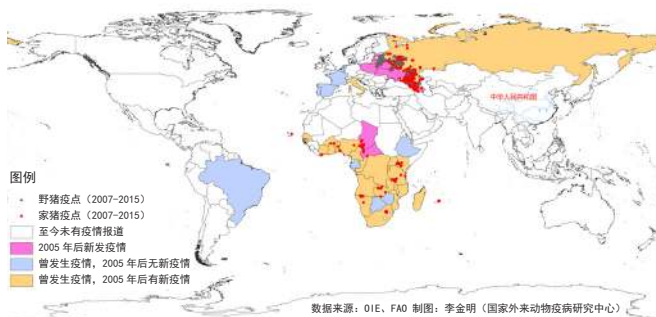 中华人民共和国
图例
野猪疫点 (2007-2015)
家猪疫点 (2007-2015)
至今未有疫情报道
2005 年后新发疫情
曾发生疫情, 2005 年后无新疫情
曾发生疫情, 2005 年后有新疫情
数据来源: OIE、FAO 制图: 李金明 (国家外来动物疫病研究中心)